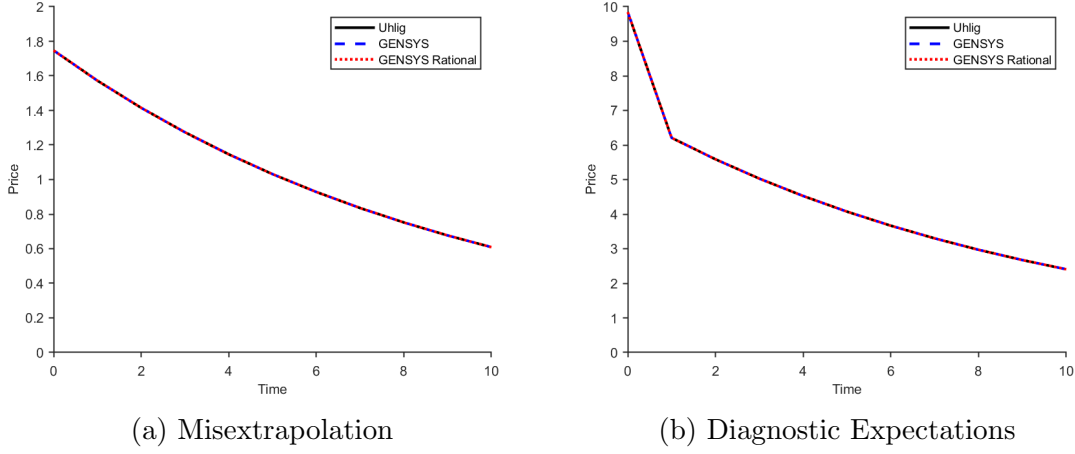 2
1.8
1.6
1.4
1.2
1
0.8
0.6
0.4
0.2
0
Price
0 2 4 6 8 10
Time
Uhlig
GENSYS
GENSYS Rational
(a) Misextrapolation
10
9
8
7
6
5
4
3
2
1
0
Price
0 2 4 6 8 10
Time
Uhlig
GENSYS
GENSYS Rational
(b) Diagnostic Expectations